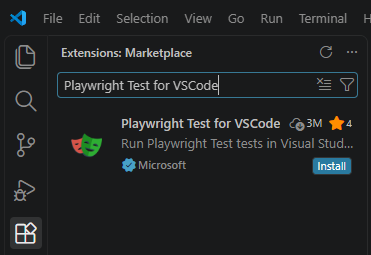 File Edit Selection View Go Run Terminal
Extensions: Marketplace
Playwright Test for VSCode
Playwright Test for VSCode 3M 4
Run Playwright Test tests in Visual Stud...
Microsoft Install